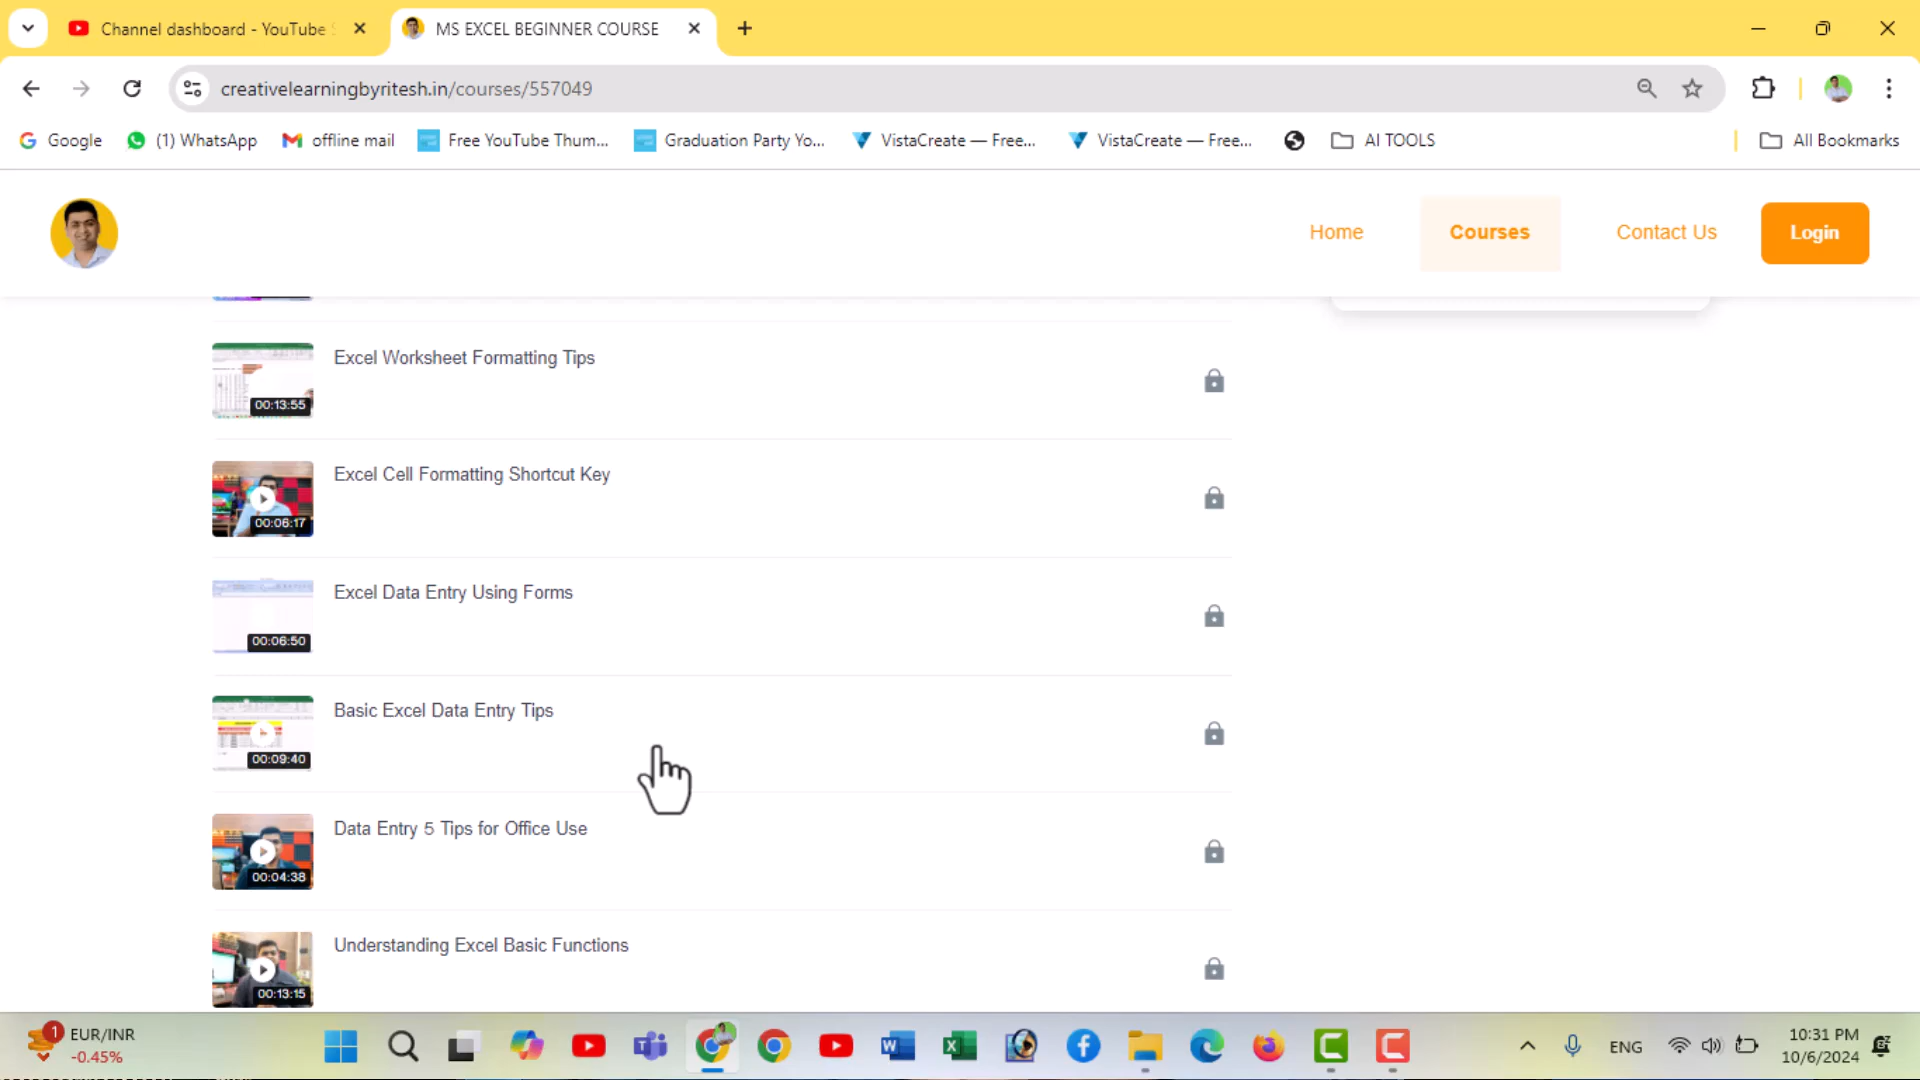 Channel dashboard - YouTube
MS EXCEL BEGINNER COURSE
creativelearningbyritesh.in/courses/557049
Google
(1) WhatsApp
offline mail
Free YouTube Thum...
Graduation Party Yo...
VistaCreate — Free...
VistaCreate — Free...
AI TOOLS
All Bookmarks
Home
Courses
Contact Us
Login
Excel Worksheet Formatting Tips
00:13:55
Excel Cell Formatting Shortcut Key
00:06:17
Excel Data Entry Using Forms
00:06:50
Basic Excel Data Entry Tips
00:09:40
Data Entry 5 Tips for Office Use
00:04:38
Understanding Excel Basic Functions
00:13:15
1
EUR/INR
-0.45%
ENG
10:31 PM
10/6/2024